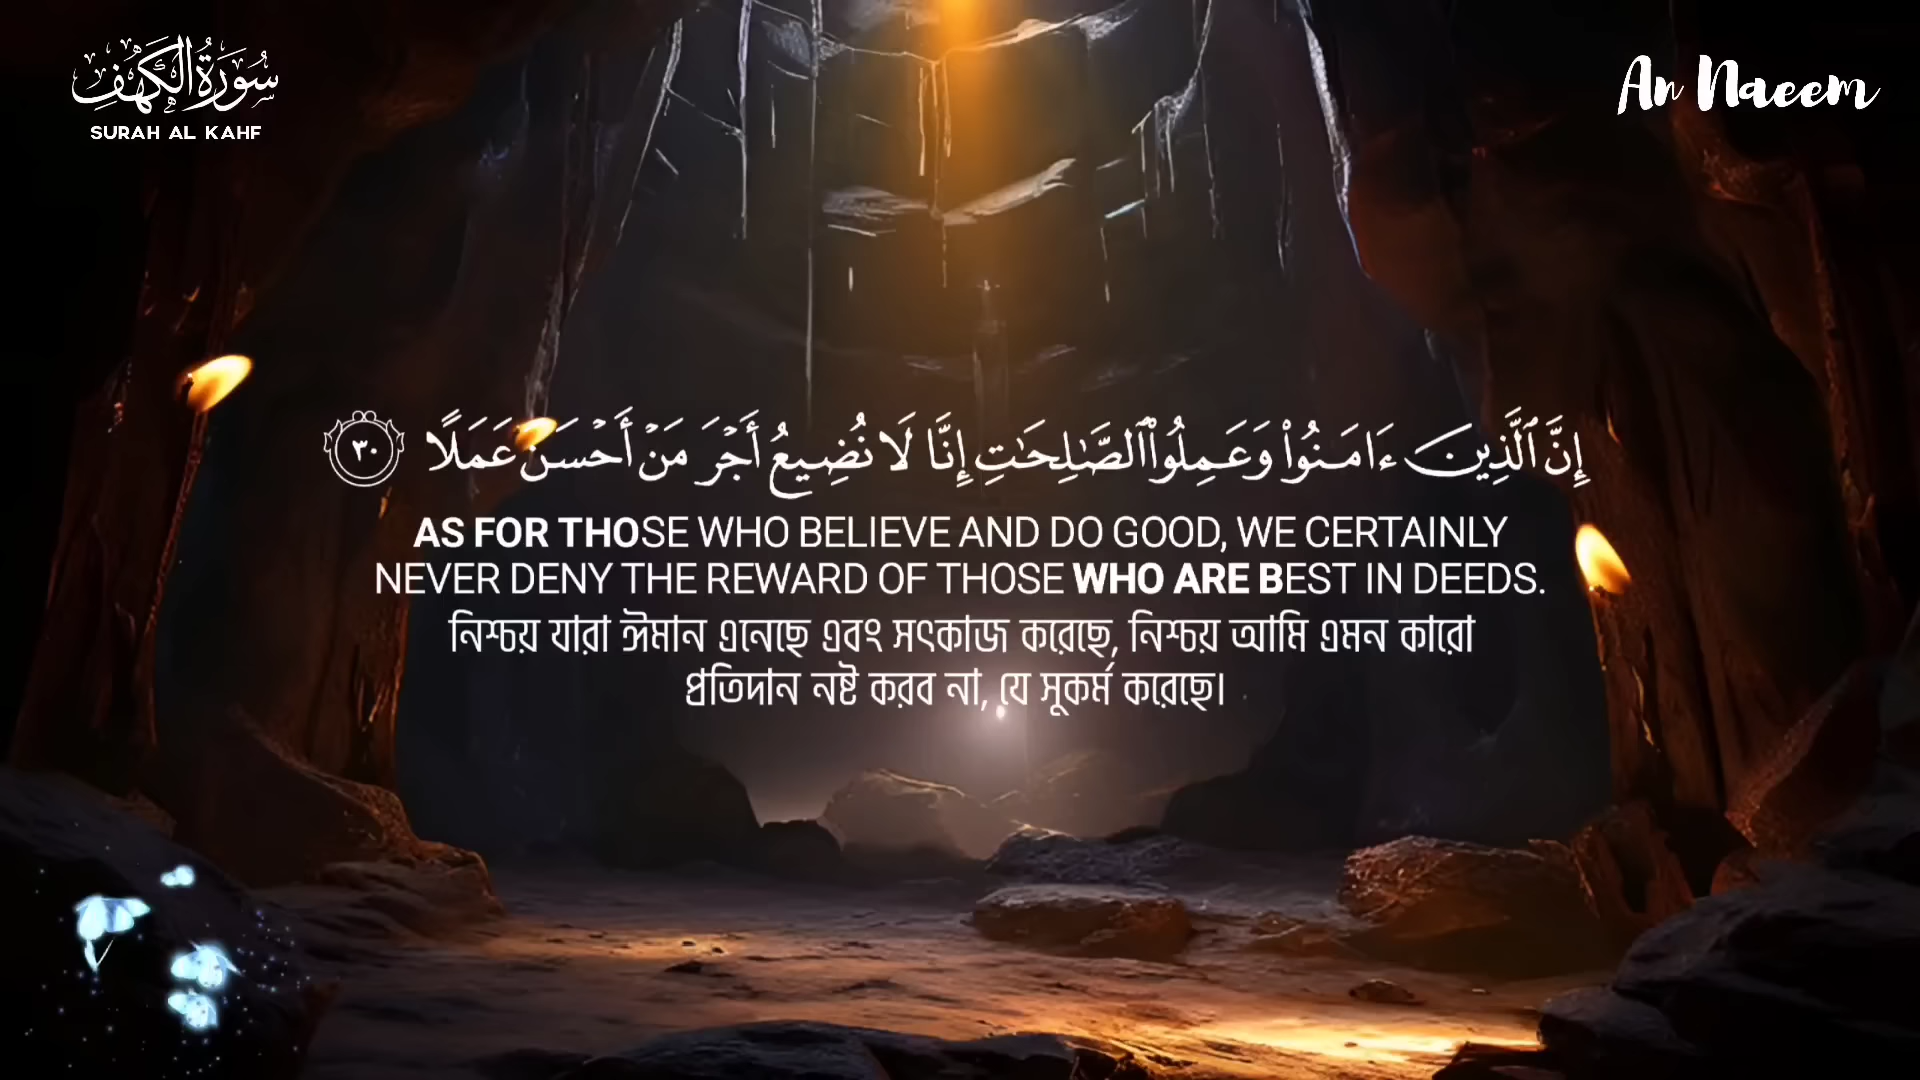 سُورَةُ الْكَهْفِ
SURAH AL KAHF
An Naeem
إِنَّ ٱلَّذِينَ ءَامَنُوا۟ وَعَمِلُوا۟ ٱلصَّـٰلِحَـٰتِ إِنَّا لَا نُضِيعُ أَجْرَ مَنْ أَحْسَنَ عَمَلًا ٣٠
AS FOR THOSE WHO BELIEVE AND DO GOOD, WE CERTAINLY
NEVER DENY THE REWARD OF THOSE WHO ARE BEST IN DEEDS.
নিশ্চয় যারা ঈমান এনেছে এবং সৎকাজ করেছে, নিশ্চয় আমি এমন কারো
প্রতিদান নষ্ট করব না, যে সুকর্ম করেছে।